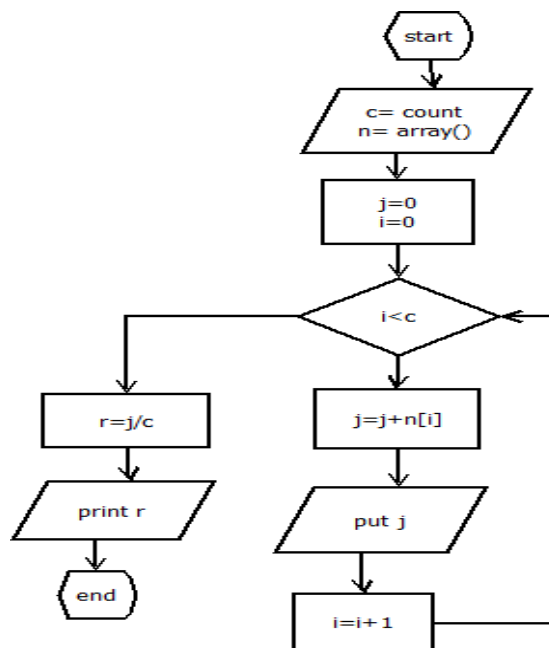 start
c= count
n= array()
j=0
i=0
i<c
r=j/c
j=j+n[i]
print r
put j
end
i=i+1